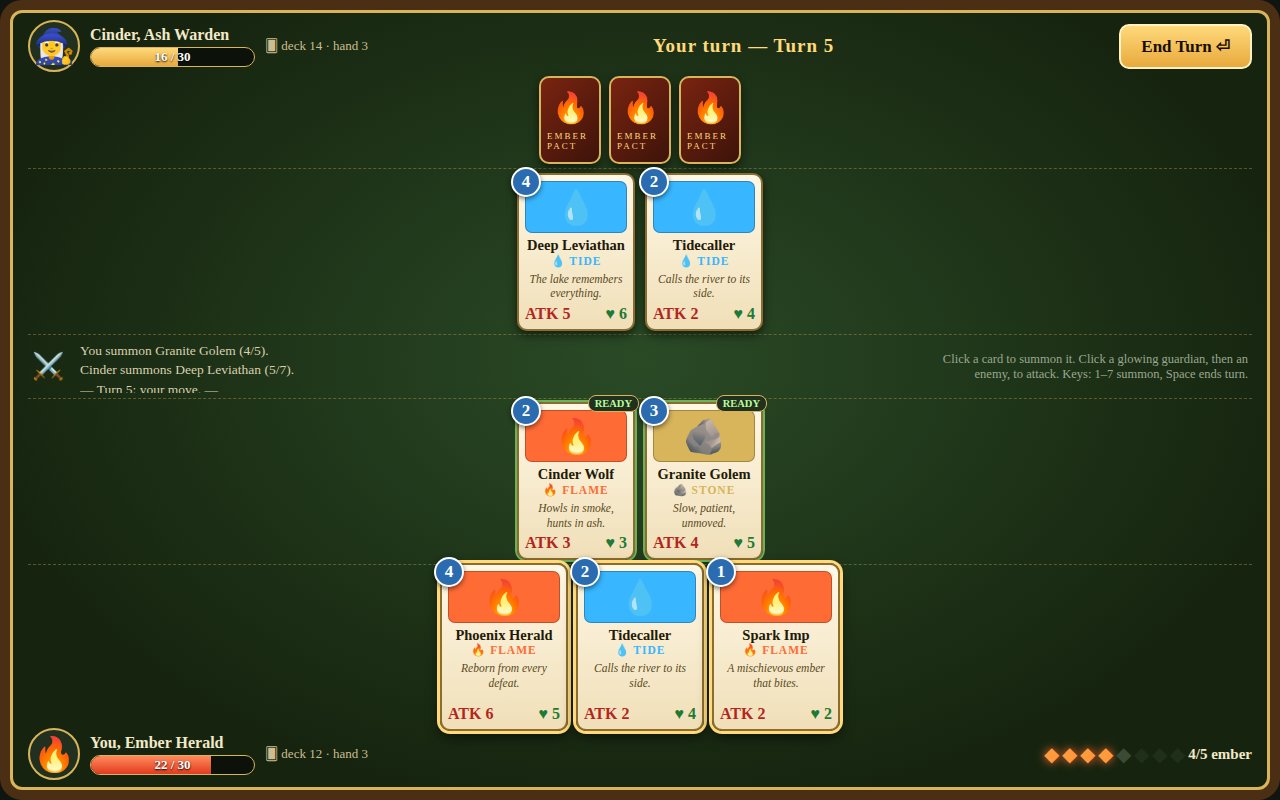 Cinder, Ash Warden
16 / 30
deck 14 · hand 3
Your turn — Turn 5
End Turn ⏎
EMBER
PACT
EMBER
PACT
EMBER
PACT
4
Deep Leviathan
TIDE
The lake remembers
everything.
ATK 5 ♥ 6
2
Tidecaller
TIDE
Calls the river to its
side.
ATK 2 ♥ 4
You summon Granite Golem (4/5).
Cinder summons Deep Leviathan (5/7).
— Turn 5: your move. —
Click a card to summon it. Click a glowing guardian, then an
enemy, to attack. Keys: 1–7 summon, Space ends turn.
2
READY
Cinder Wolf
FLAME
Howls in smoke,
hunts in ash.
ATK 3 ♥ 3
3
READY
Granite Golem
STONE
Slow, patient,
unmoved.
ATK 4 ♥ 5
4
Phoenix Herald
FLAME
Reborn from every
defeat.
ATK 6 ♥ 5
2
Tidecaller
TIDE
Calls the river to its
side.
ATK 2 ♥ 4
1
Spark Imp
FLAME
A mischievous ember
that bites.
ATK 2 ♥ 2
You, Ember Herald
22 / 30
deck 12 · hand 3
4/5 ember